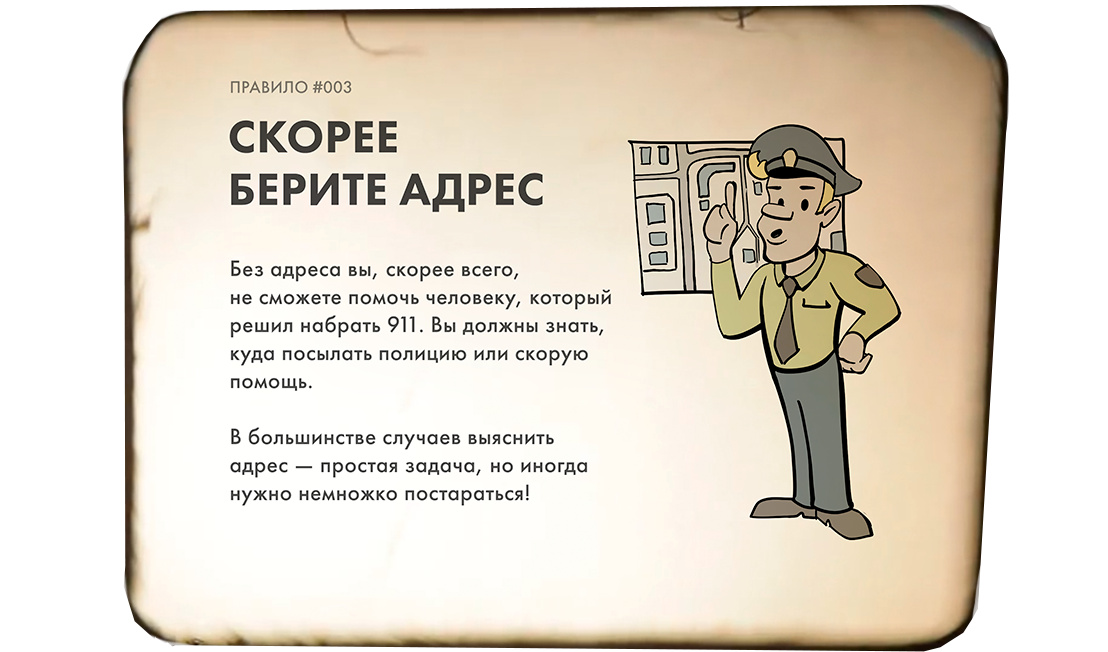 ПРАВИЛО #003
СКОРЕЕ
БЕРИТЕ АДРЕС
Без адреса вы, скорее всего,
не сможете помочь человеку, который
решил набрать 911. Вы должны знать,
куда посылать полицию или скорую
помощь.
В большинстве случаев выяснить
адрес — простая задача, но иногда
нужно немножко постараться!